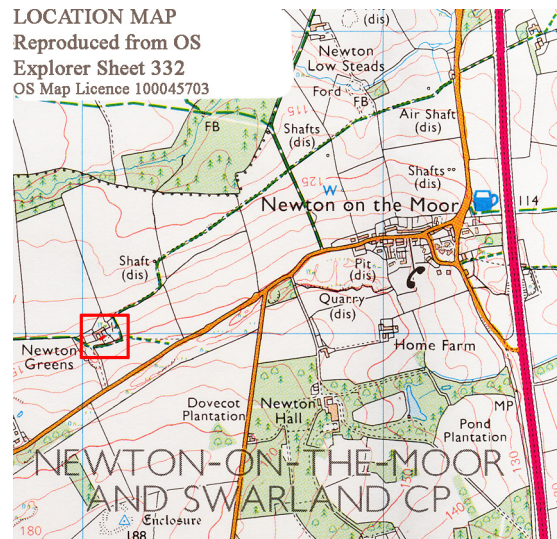 LOCATION MAP
Reproduced from OS
Explorer Sheet 332
OS Map Licence 100045703
(dis)
Newton
Low Steads
Ford
FB
FB
115
Shafts
(dis)
Air Shaft
(dis)
125
Shafts
(dis)
W
Newton on the Moor
114
Shaft
(dis)
Pit
(dis)
Quarry
(dis)
Newton
Greens
Home Farm
Dovecot
Plantation
Newton
Hall
MP
Pond
Plantation
130
NEWTON-ON-THE-MOOR
AND SWARLAND CP
140
180
Enclosure
188